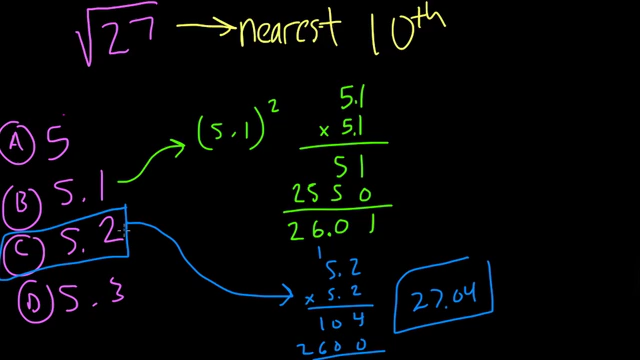 √27 → nearest 10th
(A) 5
(B) 5.1
(C) 5.2
(D) 5.3
(5.1)²
5.1
x 5.1
51
2550
26.01
1
5.2
x 5.2
104
2600
27.04